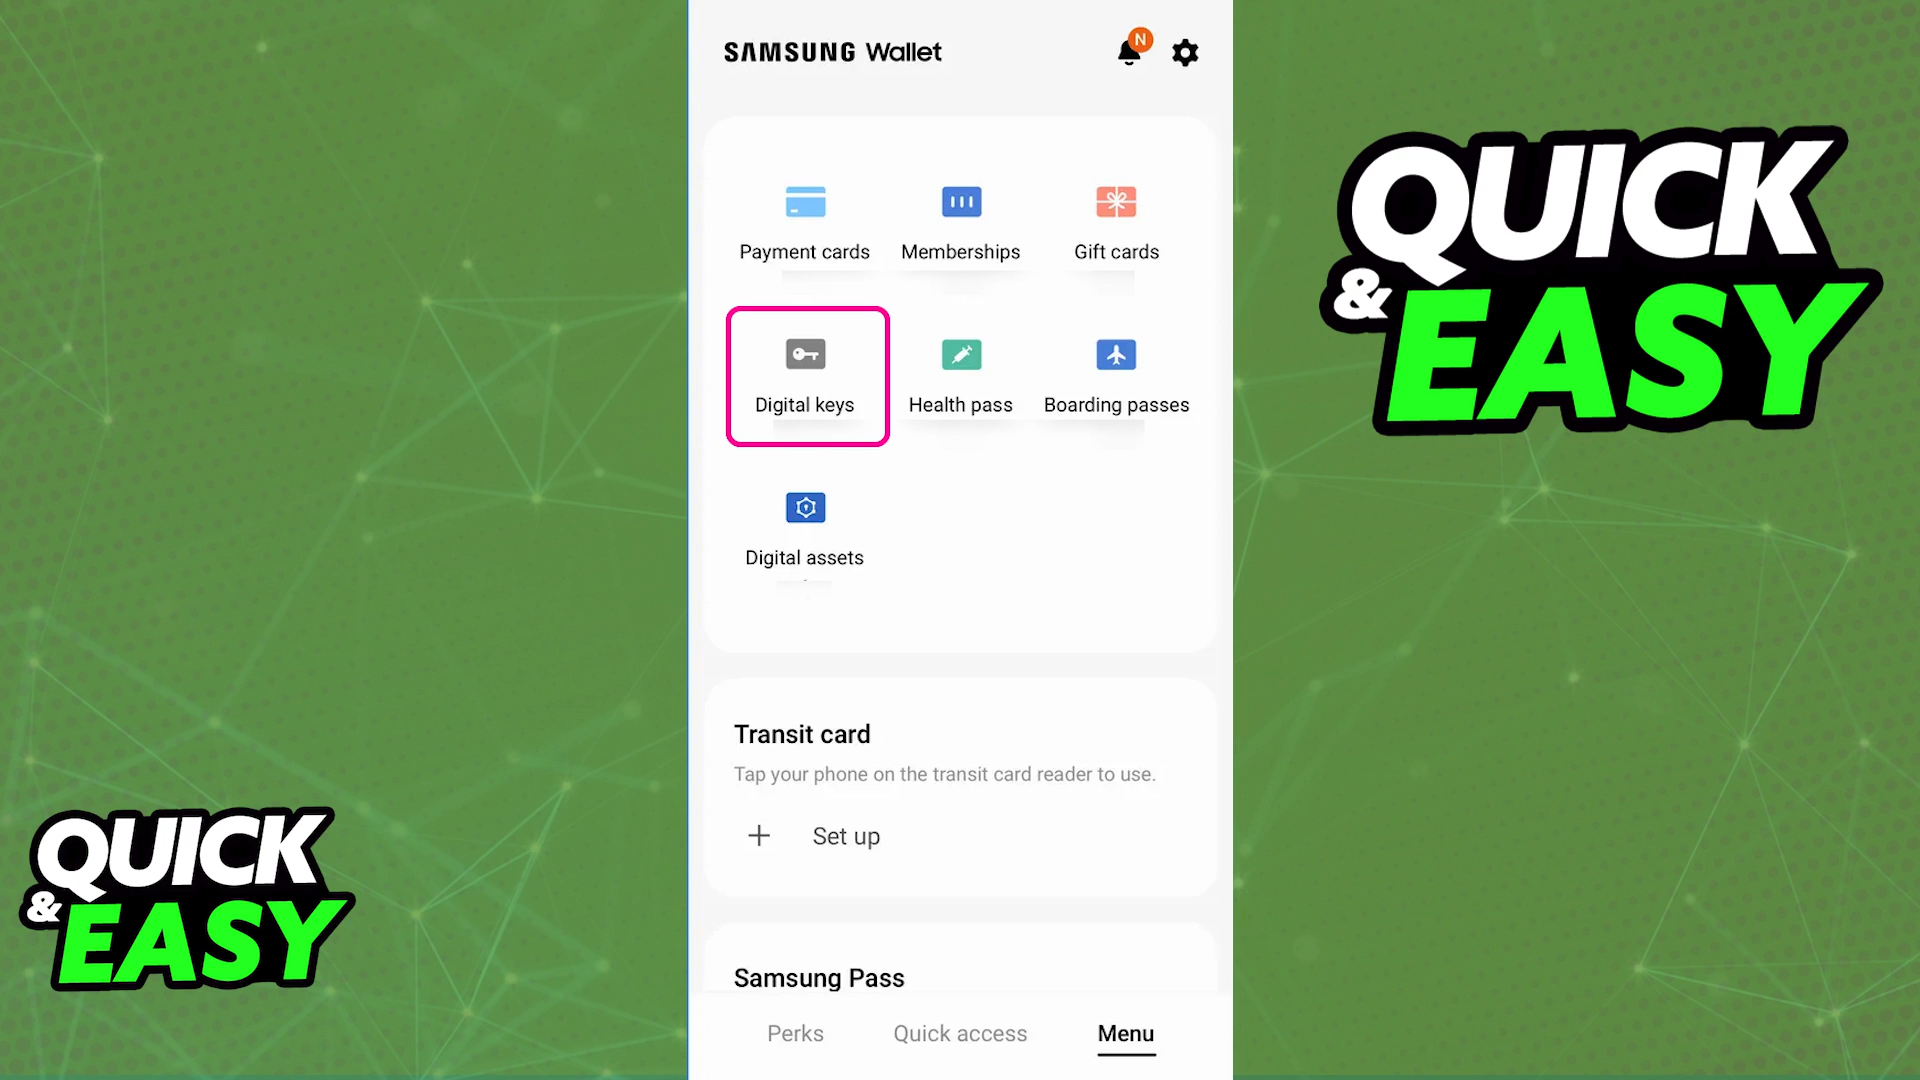 SAMSUNG Wallet
N
Payment cards
Memberships
Gift cards
Digital keys
Health pass
Boarding passes
Digital assets
Transit card
Tap your phone on the transit card reader to use.
+ Set up
Samsung Pass
Perks
Quick access
Menu
QUICK
& EASY
QUICK
& EASY